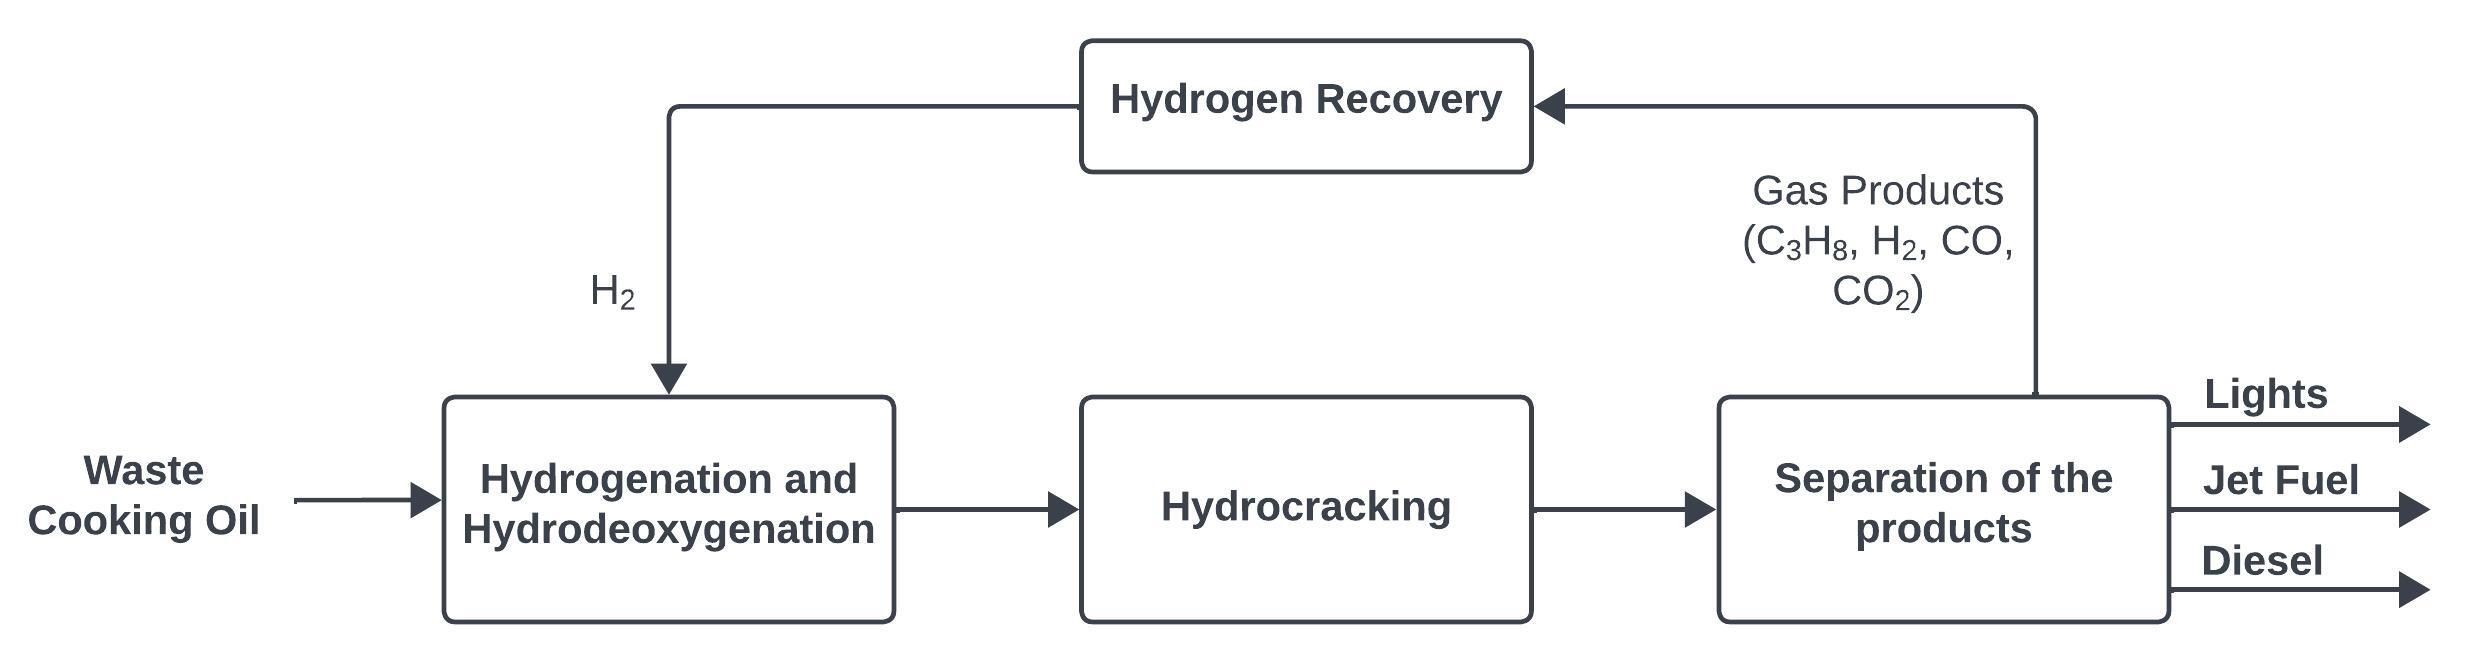 Hydrogen Recovery
Gas Products
(C₃H₈, H₂, CO,
CO₂)
H₂
Waste
Cooking Oil
Hydrogenation and
Hydrodeoxygenation
Hydrocracking
Separation of the
products
Lights
Jet Fuel
Diesel